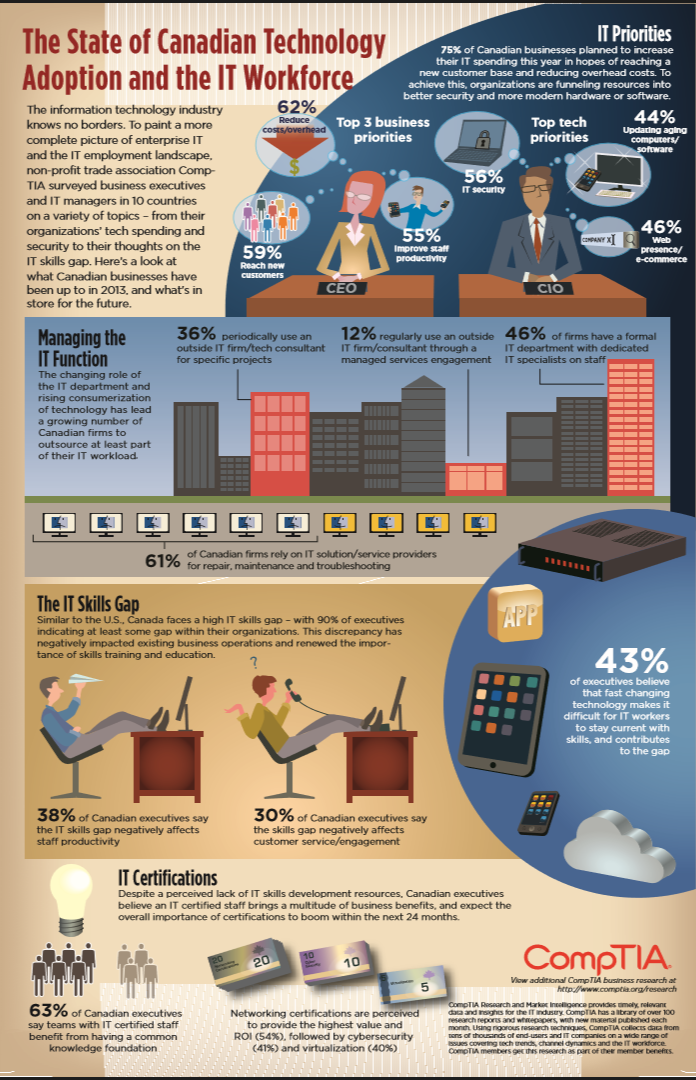 The State of Canadian Technology
Adoption and the IT Workforce
The information technology industry
knows no borders. To paint a more
complete picture of enterprise IT
and the IT employment landscape,
non-profit trade association Comp-
TIA surveyed business executives
and IT managers in 10 countries
on a variety of topics – from their
organizations' tech spending and
security to their thoughts on the
IT skills gap. Here's a look at
what Canadian businesses have
been up to in 2013, and what's in
store for the future.
IT Priorities
75% of Canadian businesses planned to increase
their IT spending this year in hopes of reaching a
new customer base and reducing overhead costs. To
achieve this, organizations are funneling resources into
better security and more modern hardware or software.
Top 3 business
priorities
62%
Reduce
costs/overhead
$
59%
Reach new
customers
55%
Improve staff
productivity
CEO
Top tech
priorities
56%
IT security
44%
Updating aging
computers/
software
COMPANY X
46%
Web
presence/
e-commerce
CIO
Managing the
IT Function
The changing role of
the IT department and
rising consumerization
of technology has lead
a growing number of
Canadian firms to
outsource at least part
of their IT workload.
36% periodically use an
outside IT firm/tech consultant
for specific projects
12% regularly use an outside
IT firm/consultant through a
managed services engagement
46% of firms have a formal
IT department with dedicated
IT specialists on staff
61% of Canadian firms rely on IT solution/service providers
for repair, maintenance and troubleshooting
The IT Skills Gap
Similar to the U.S., Canada faces a high IT skills gap – with 90% of executives
indicating at least some gap within their organizations. This discrepancy has
negatively impacted existing business operations and renewed the impor-
tance of skills training and education.
?
38% of Canadian executives say
the IT skills gap negatively affects
staff productivity
30% of Canadian executives say
the skills gap negatively affects
customer service/engagement
APP
43%
of executives believe
that fast changing
technology makes it
difficult for IT workers
to stay current with
skills, and contributes
to the gap
IT Certifications
Despite a perceived lack of IT skills development resources, Canadian executives
believe an IT certified staff brings a multitude of business benefits, and expect the
overall importance of certifications to boom within the next 24 months.
63% of Canadian executives
say teams with IT certified staff
benefit from having a common
knowledge foundation
20
20
10
10
5
Networking certifications are perceived
to provide the highest value and
ROI (54%), followed by cybersecurity
(41%) and virtualization (40%)
CompTIA
View additional CompTIA business research at
http://www.comptia.org/research
CompTIA Research and Market Intelligence provides timely, relevant
data and insights for the IT industry. CompTIA has a library of over 100
research reports and whitepapers, with new material published each
month. Using rigorous research techniques, CompTIA collects data from
tens of thousands of end-users and IT companies on a wide range of
issues covering tech trends, channel dynamics and the IT workforce.
CompTIA members get this research as part of their member benefits.